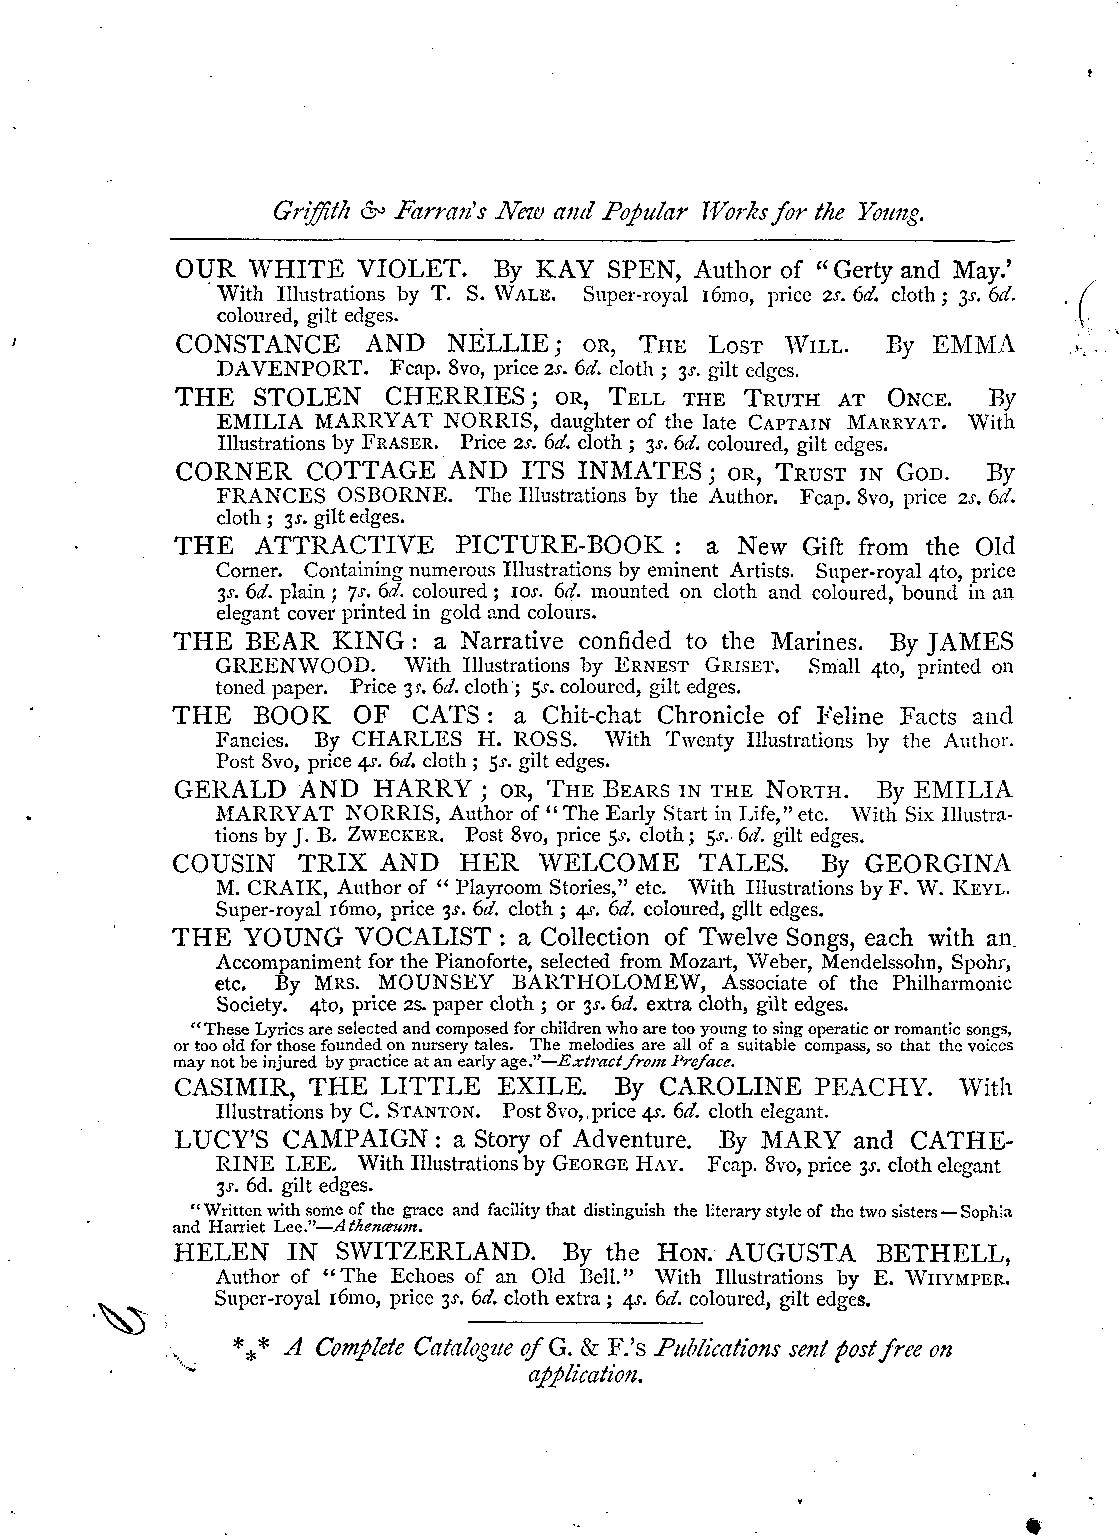 Griffith & Farran's New and Popular Works for the Young.
OUR WHITE VIOLET. By KAY SPEN, Author of "Gerty and May.'
With Illustrations by T. S. WALE. Super-royal 16mo, price 2s. 6d. cloth; 3s. 6d.
coloured, gilt edges.
CONSTANCE AND NELLIE; OR, THE LOST WILL. By EMMA
DAVENPORT. Fcap. 8vo, price 2s. 6d. cloth; 3s. gilt edges.
THE STOLEN CHERRIES; OR, TELL THE TRUTH AT ONCE. By
EMILIA MARRYAT NORRIS, daughter of the late CAPTAIN MARRYAT. With
Illustrations by FRASER. Price 2s. 6d. cloth; 3s. 6d. coloured, gilt edges.
CORNER COTTAGE AND ITS INMATES; OR, TRUST IN GOD. By
FRANCES OSBORNE. The Illustrations by the Author. Fcap. 8vo, price 2s. 6d.
cloth; 3s. gilt edges.
THE ATTRACTIVE PICTURE-BOOK: a New Gift from the Old
Corner. Containing numerous Illustrations by eminent Artists. Super-royal 4to, price
3s. 6d. plain; 7s. 6d. coloured; 10s. 6d. mounted on cloth and coloured, bound in an
elegant cover printed in gold and colours.
THE BEAR KING: a Narrative confided to the Marines. By JAMES
GREENWOOD. With Illustrations by ERNEST GRISET. Small 4to, printed on
toned paper. Price 3s. 6d. cloth; 5s. coloured, gilt edges.
THE BOOK OF CATS: a Chit-chat Chronicle of Feline Facts and
Fancies. By CHARLES H. ROSS. With Twenty Illustrations by the Author.
Post 8vo, price 4s. 6d. cloth; 5s. gilt edges.
GERALD AND HARRY; OR, THE BEARS IN THE NORTH. By EMILIA
MARRYAT NORRIS, Author of "The Early Start in Life," etc. With Six Illustra-
tions by J. B. ZWECKER. Post 8vo, price 5s. cloth; 5s. 6d. gilt edges.
COUSIN TRIX AND HER WELCOME TALES. By GEORGINA
M. CRAIK, Author of "Playroom Stories," etc. With Illustrations by F. W. KEYL.
Super-royal 16mo, price 3s. 6d. cloth; 4s. 6d. coloured, gilt edges.
THE YOUNG VOCALIST: a Collection of Twelve Songs, each with an
Accompaniment for the Pianoforte, selected from Mozart, Weber, Mendelssohn, Spohr,
etc. By MRS. MOUNSEY BARTHOLOMEW, Associate of the Philharmonic
Society. 4to, price 2s. paper cloth; or 3s. 6d. extra cloth, gilt edges.
"These Lyrics are selected and composed for children who are too young to sing operatic or romantic songs,
or too old for those founded on nursery tales. The melodies are all of a suitable compass, so that the voices
may not be injured by practice at an early age."—Extract from Preface.
CASIMIR, THE LITTLE EXILE. By CAROLINE PEACHY. With
Illustrations by C. STANTON. Post 8vo, price 4s. 6d. cloth elegant.
LUCY'S CAMPAIGN: a Story of Adventure. By MARY and CATHE-
RINE LEE. With Illustrations by GEORGE HAY. Fcap. 8vo, price 3s. cloth elegant
3s. 6d. gilt edges.
"Written with some of the grace and facility that distinguish the literary style of the two sisters—Sophia
and Harriet Lee."—Athenæum.
HELEN IN SWITZERLAND. By the HON. AUGUSTA BETHELL,
Author of "The Echoes of an Old Bell." With Illustrations by E. WHYMPER.
Super-royal 16mo, price 3s. 6d. cloth extra; 4s. 6d. coloured, gilt edges.
*** A Complete Catalogue of G. & F.'s Publications sent post free on
application.